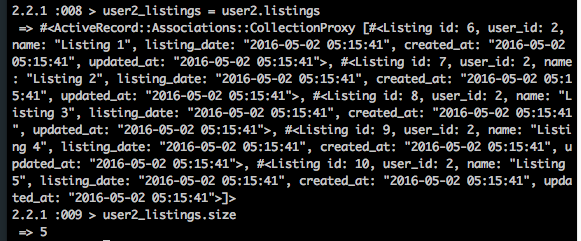 2.2.1 :008 > user2_listings = user2.listings
 => #<ActiveRecord::Associations::CollectionProxy [#<Listing id: 6, user_id: 2,
name: "Listing 1", listing_date: "2016-05-02 05:15:41", created_at: "2016-05-02
05:15:41", updated_at: "2016-05-02 05:15:41">, #<Listing id: 7, user_id: 2, name
: "Listing 2", listing_date: "2016-05-02 05:15:41", created_at: "2016-05-02 05:1
5:41", updated_at: "2016-05-02 05:15:41">, #<Listing id: 8, user_id: 2, name: "L
isting 3", listing_date: "2016-05-02 05:15:41", created_at: "2016-05-02 05:15:41
", updated_at: "2016-05-02 05:15:41">, #<Listing id: 9, user_id: 2, name: "Listi
ng 4", listing_date: "2016-05-02 05:15:41", created_at: "2016-05-02 05:15:41", u
pdated_at: "2016-05-02 05:15:41">, #<Listing id: 10, user_id: 2, name: "Listing
5", listing_date: "2016-05-02 05:15:41", created_at: "2016-05-02 05:15:41", upda
ted_at: "2016-05-02 05:15:41">]>
2.2.1 :009 > user2_listings.size
 => 5